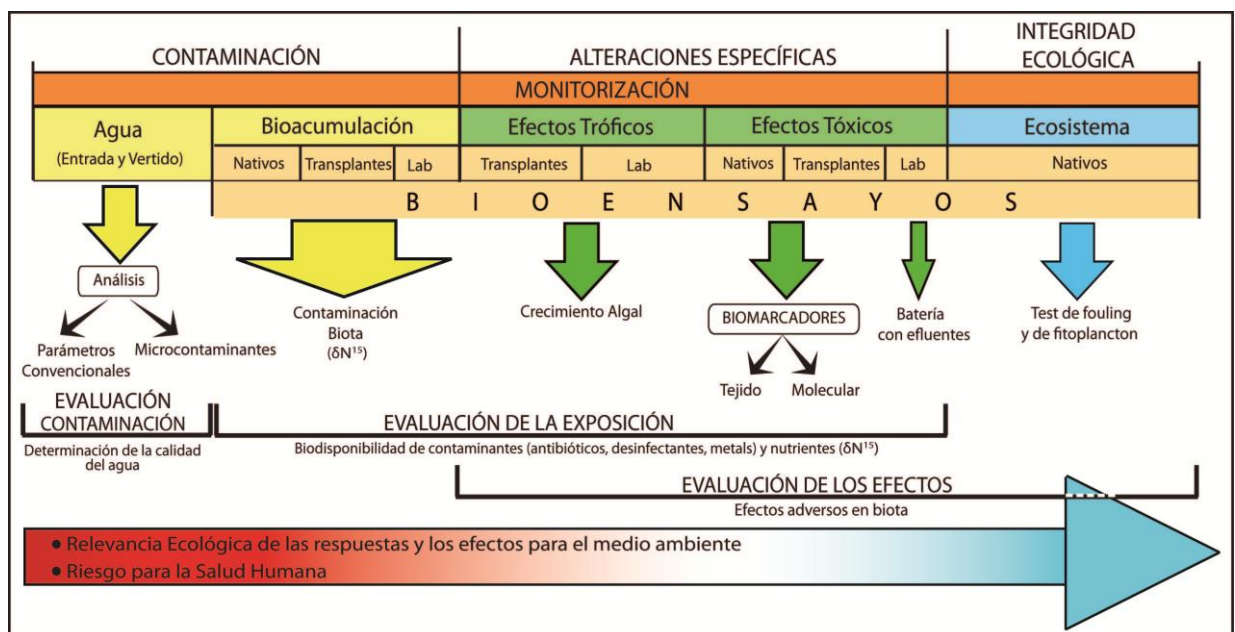 CONTAMINACIÓN
ALTERACIONES ESPECÍFICAS
INTEGRIDAD
ECOLÓGICA
MONITORIZACIÓN
Agua
(Entrada y Vertido)
Bioacumulación
Efectos Tróficos
Efectos Tóxicos
Ecosistema
Nativos
Transplantes
Lab
Transplantes
Lab
Nativos
Transplantes
Lab
Nativos
B I O E N S A Y O S
Análisis
Parámetros
Convencionales
Microcontaminantes
Contaminación
Biota
(δN¹⁵)
Crecimiento Algal
BIOMARCADORES
Tejido
Molecular
Batería
con efluentes
Test de fouling
y de fitoplancton
EVALUACIÓN
CONTAMINACIÓN
Determinación de la calidad
del agua
EVALUACIÓN DE LA EXPOSICIÓN
Biodisponibilidad de contaminantes (antibióticos, desinfectantes, metals) y nutrientes (δN¹⁵)
EVALUACIÓN DE LOS EFECTOS
Efectos adversos en biota
• Relevancia Ecológica de las respuestas y los efectos para el medio ambiente
• Riesgo para la Salud Humana